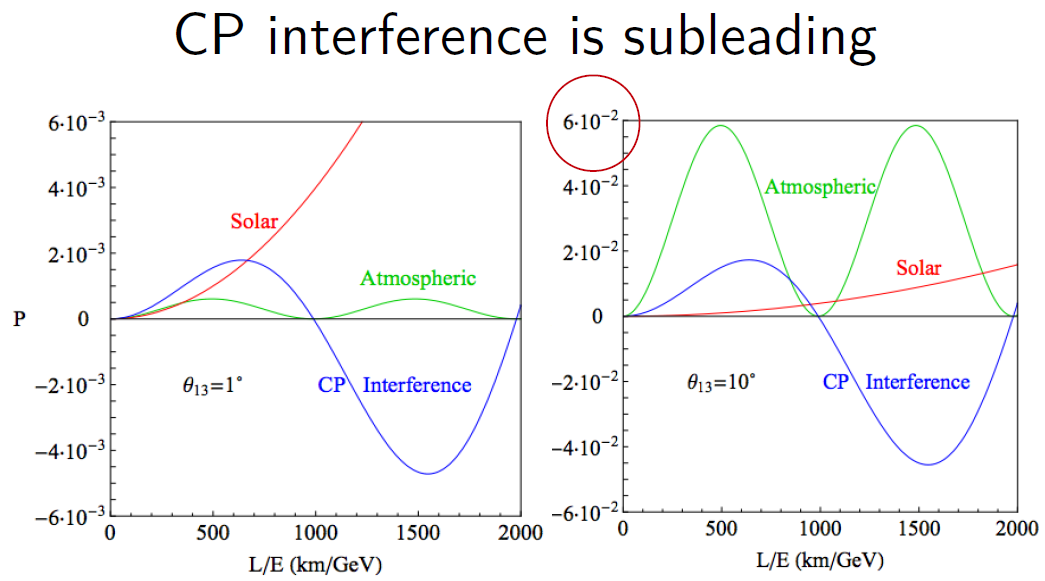 CP interference is subleading
6·10⁻³
4·10⁻³
2·10⁻³
0
−2·10⁻³
−4·10⁻³
−6·10⁻³
P
Solar
Atmospheric
θ₁₃=1°
CP Interference
0 500 1000 1500 2000
L/E (km/GeV)
6·10⁻²
4·10⁻²
2·10⁻²
0
−2·10⁻²
−4·10⁻²
−6·10⁻²
Atmospheric
Solar
θ₁₃=10°
CP Interference
0 500 1000 1500 2000
L/E (km/GeV)